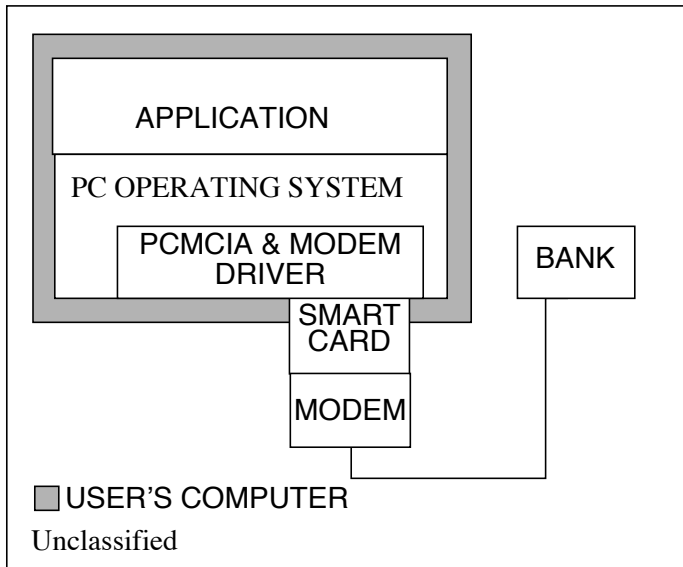 APPLICATION
PC OPERATING SYSTEM
PCMCIA & MODEM
DRIVER
BANK
SMART
CARD
MODEM
USER'S COMPUTER
Unclassified